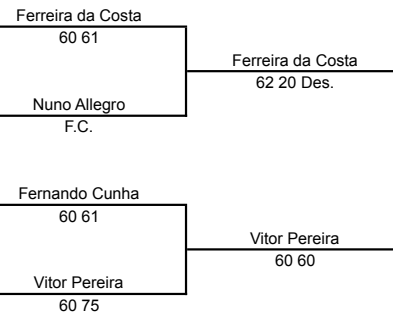 Ferreira da Costa
60 61
Ferreira da Costa
62 20 Des.
Nuno Allegro
F.C.
Fernando Cunha
60 61
Vitor Pereira
60 60
Vitor Pereira
60 75